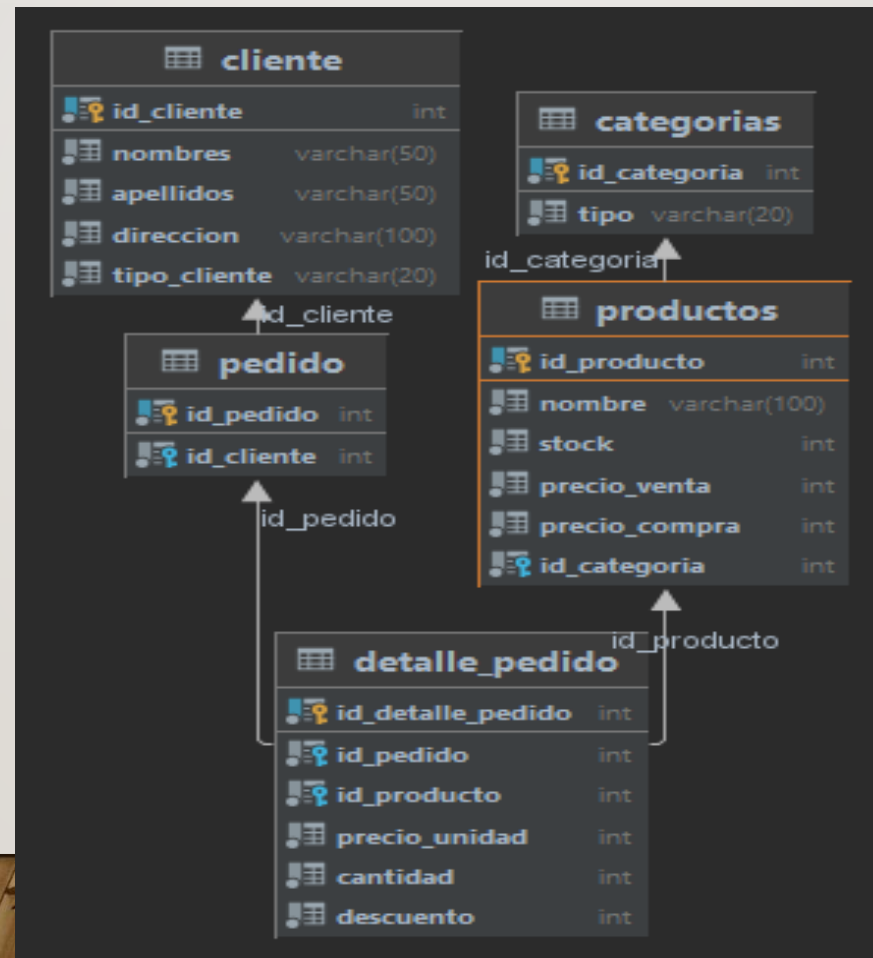 cliente
id_cliente int
nombres varchar(50)
apellidos varchar(50)
direccion varchar(100)
tipo_cliente varchar(20)
id_cliente
pedido
id_pedido int
id_cliente int
id_pedido
categorias
id_categoria int
tipo varchar(20)
id_categoria
productos
id_producto int
nombre varchar(100)
stock int
precio_venta int
precio_compra int
id_categoria int
id_producto
detalle_pedido
id_detalle_pedido int
id_pedido int
id_producto int
precio_unidad int
cantidad int
descuento int